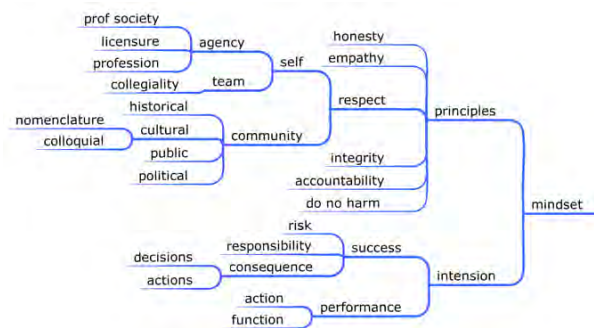 prof society
licensure
profession
agency
collegiality
team
self
historical
nomenclature
cultural
colloquial
public
political
community
honesty
empathy
respect
integrity
accountability
do no harm
principles
mindset
risk
responsibility
decisions
actions
consequence
success
action
function
performance
intension